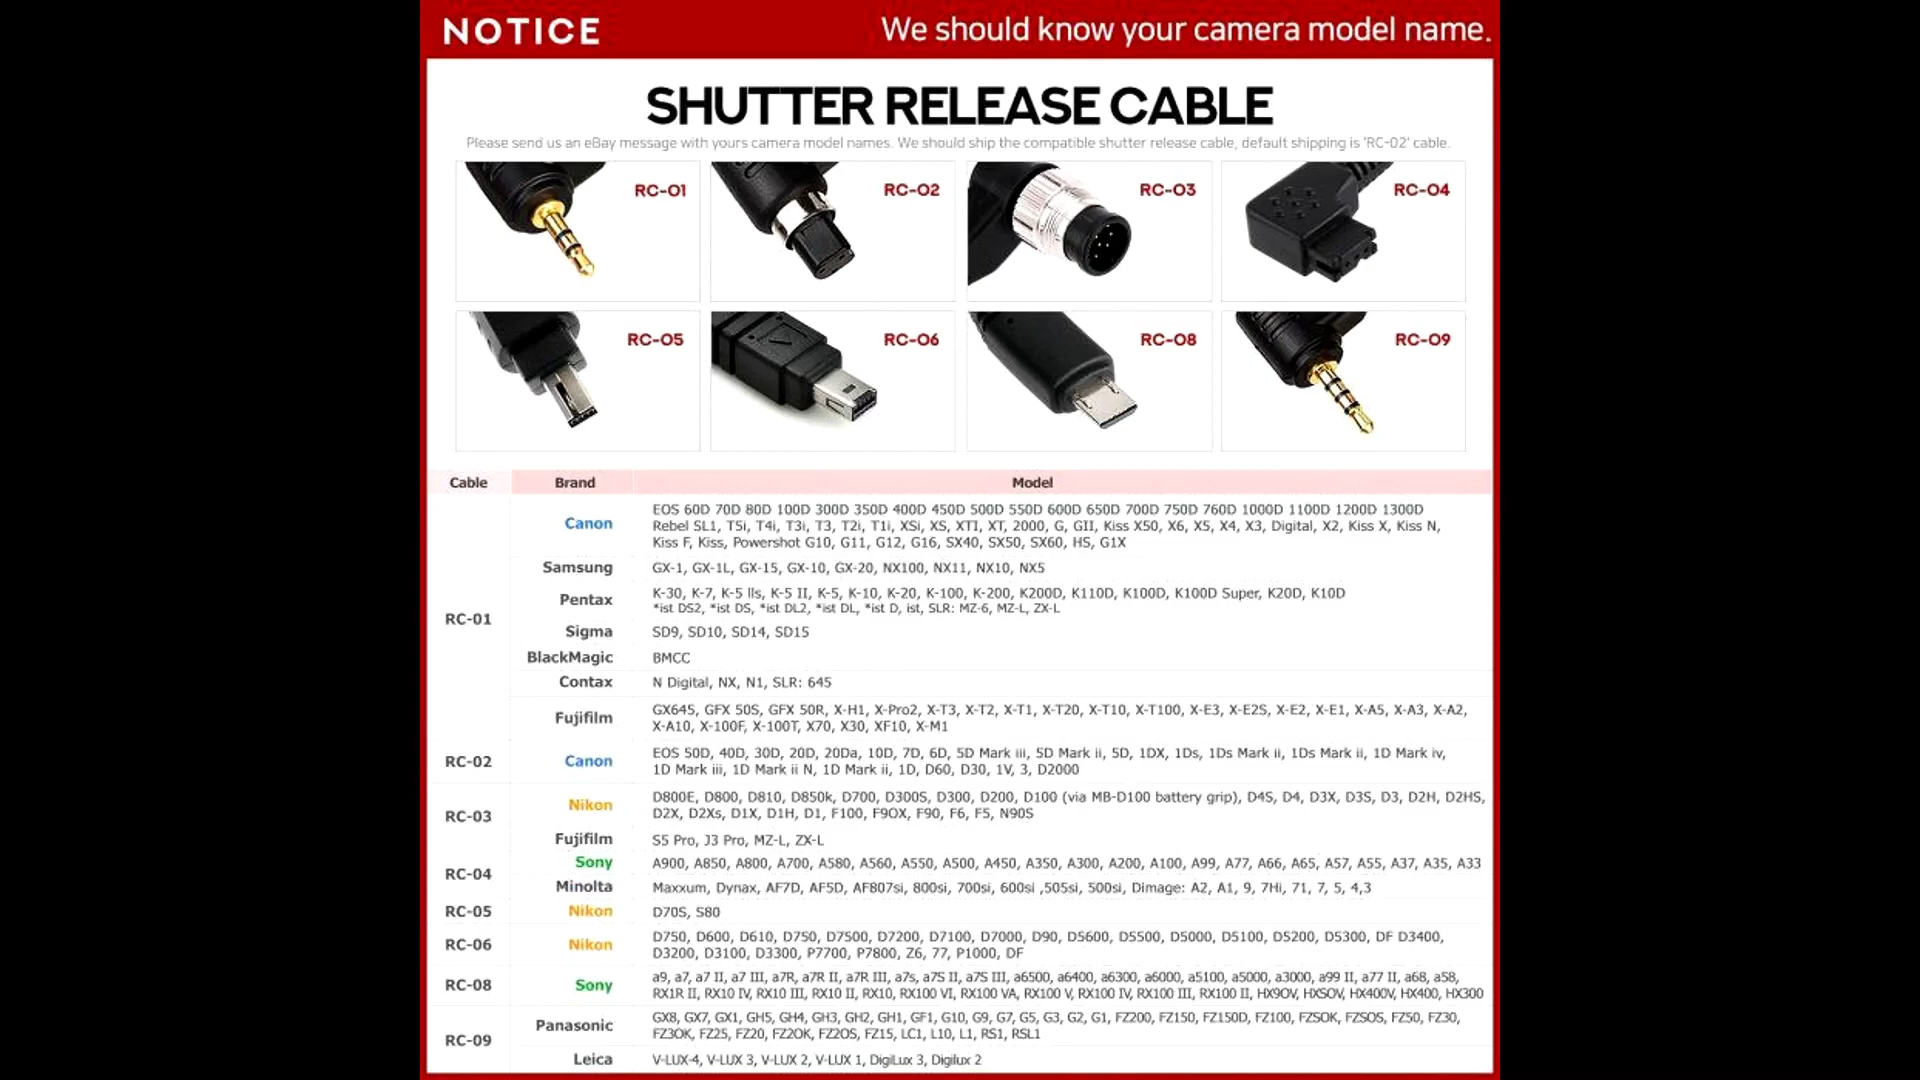 NOTICE
We should know your camera model name.
SHUTTER RELEASE CABLE
Please send us an eBay message with yours camera model names. We should ship the compatible shutter release cable, default shipping is 'RC-02' cable.
RC-01
RC-02
RC-03
RC-04
RC-05
RC-06
RC-08
RC-09
Cable Brand Model
RC-01
Canon
EOS 60D 70D 80D 100D 300D 350D 400D 450D 500D 550D 600D 650D 700D 750D 760D 1000D 1100D 1200D 1300D
Rebel SL1, T5i, T4i, T3i, T3, T2i, T1i, XSi, XS, XTI, XT, 2000, G, GII, Kiss X50, X6, X5, X4, X3, Digital, X2, Kiss X, Kiss N,
Kiss F, Kiss, Powershot G10, G11, G12, G16, SX40, SX50, SX60, HS, G1X
Samsung
GX-1, GX-1L, GX-15, GX-10, GX-20, NX100, NX11, NX10, NX5
Pentax
K-30, K-7, K-5 lls, K-5 II, K-5, K-10, K-20, K-100, K-200, K200D, K110D, K100D, K100D Super, K20D, K10D
*ist DS2, *ist DS, *ist DL2, *ist DL, *ist D, ist, SLR: MZ-6, MZ-L, ZX-L
Sigma
SD9, SD10, SD14, SD15
BlackMagic
BMCC
Contax
N Digital, NX, N1, SLR: 645
Fujifilm
GX645, GFX 50S, GFX 50R, X-H1, X-Pro2, X-T3, X-T2, X-T1, X-T20, X-T10, X-T100, X-E3, X-E2S, X-E2, X-E1, X-A5, X-A3, X-A2,
X-A10, X-100F, X-100T, X70, X30, XF10, X-M1
RC-02
Canon
EOS 50D, 40D, 30D, 20D, 20Da, 10D, 7D, 6D, 5D Mark iii, 5D Mark ii, 5D, 1DX, 1Ds, 1Ds Mark ii, 1Ds Mark ii, 1D Mark iv,
1D Mark iii, 1D Mark ii N, 1D Mark ii, 1D, D60, D30, 1V, 3, D2000
RC-03
Nikon
D800E, D800, D810, D850k, D700, D300S, D300, D200, D100 (via MB-D100 battery grip), D4S, D4, D3X, D3S, D3, D2H, D2HS,
D2X, D2Xs, D1X, D1H, D1, F100, F9OX, F90, F6, F5, N90S
Fujifilm
S5 Pro, J3 Pro, MZ-L, ZX-L
RC-04
Sony
A900, A850, A800, A700, A580, A560, A550, A500, A450, A350, A300, A200, A100, A99, A77, A66, A65, A57, A55, A37, A35, A33
Minolta
Maxxum, Dynax, AF7D, AF5D, AF807si, 800si, 700si, 600si ,505si, 500si, Dimage: A2, A1, 9, 7Hi, 71, 7, 5, 4,3
RC-05
Nikon
D70S, S80
RC-06
Nikon
D750, D600, D610, D750, D7500, D7200, D7100, D7000, D90, D5600, D5500, D5000, D5100, D5200, D5300, DF D3400,
D3200, D3100, D3300, P7700, P7800, Z6, 77, P1000, DF
RC-08
Sony
a9, a7, a7 II, a7 III, a7R, a7R II, a7R III, a7s, a7S II, a7S III, a6500, a6400, a6300, a6000, a5100, a5000, a3000, a99 II, a77 II, a68, a58,
RX1R II, RX10 IV, RX10 III, RX10 II, RX10, RX100 VI, RX100 VA, RX100 V, RX100 IV, RX100 III, RX100 II, HX9OV, HXSOV, HX400V, HX400, HX300
RC-09
Panasonic
GX8, GX7, GX1, GH5, GH4, GH3, GH2, GH1, GF1, G10, G9, G7, G5, G3, G2, G1, FZ200, FZ150, FZ150D, FZ100, FZSOK, FZSOS, FZ50, FZ30,
FZ3OK, FZ25, FZ20, FZ2OK, FZ2OS, FZ15, LC1, L10, L1, RS1, RSL1
Leica
V-LUX-4, V-LUX 3, V-LUX 2, V-LUX 1, DigiLux 3, Digilux 2